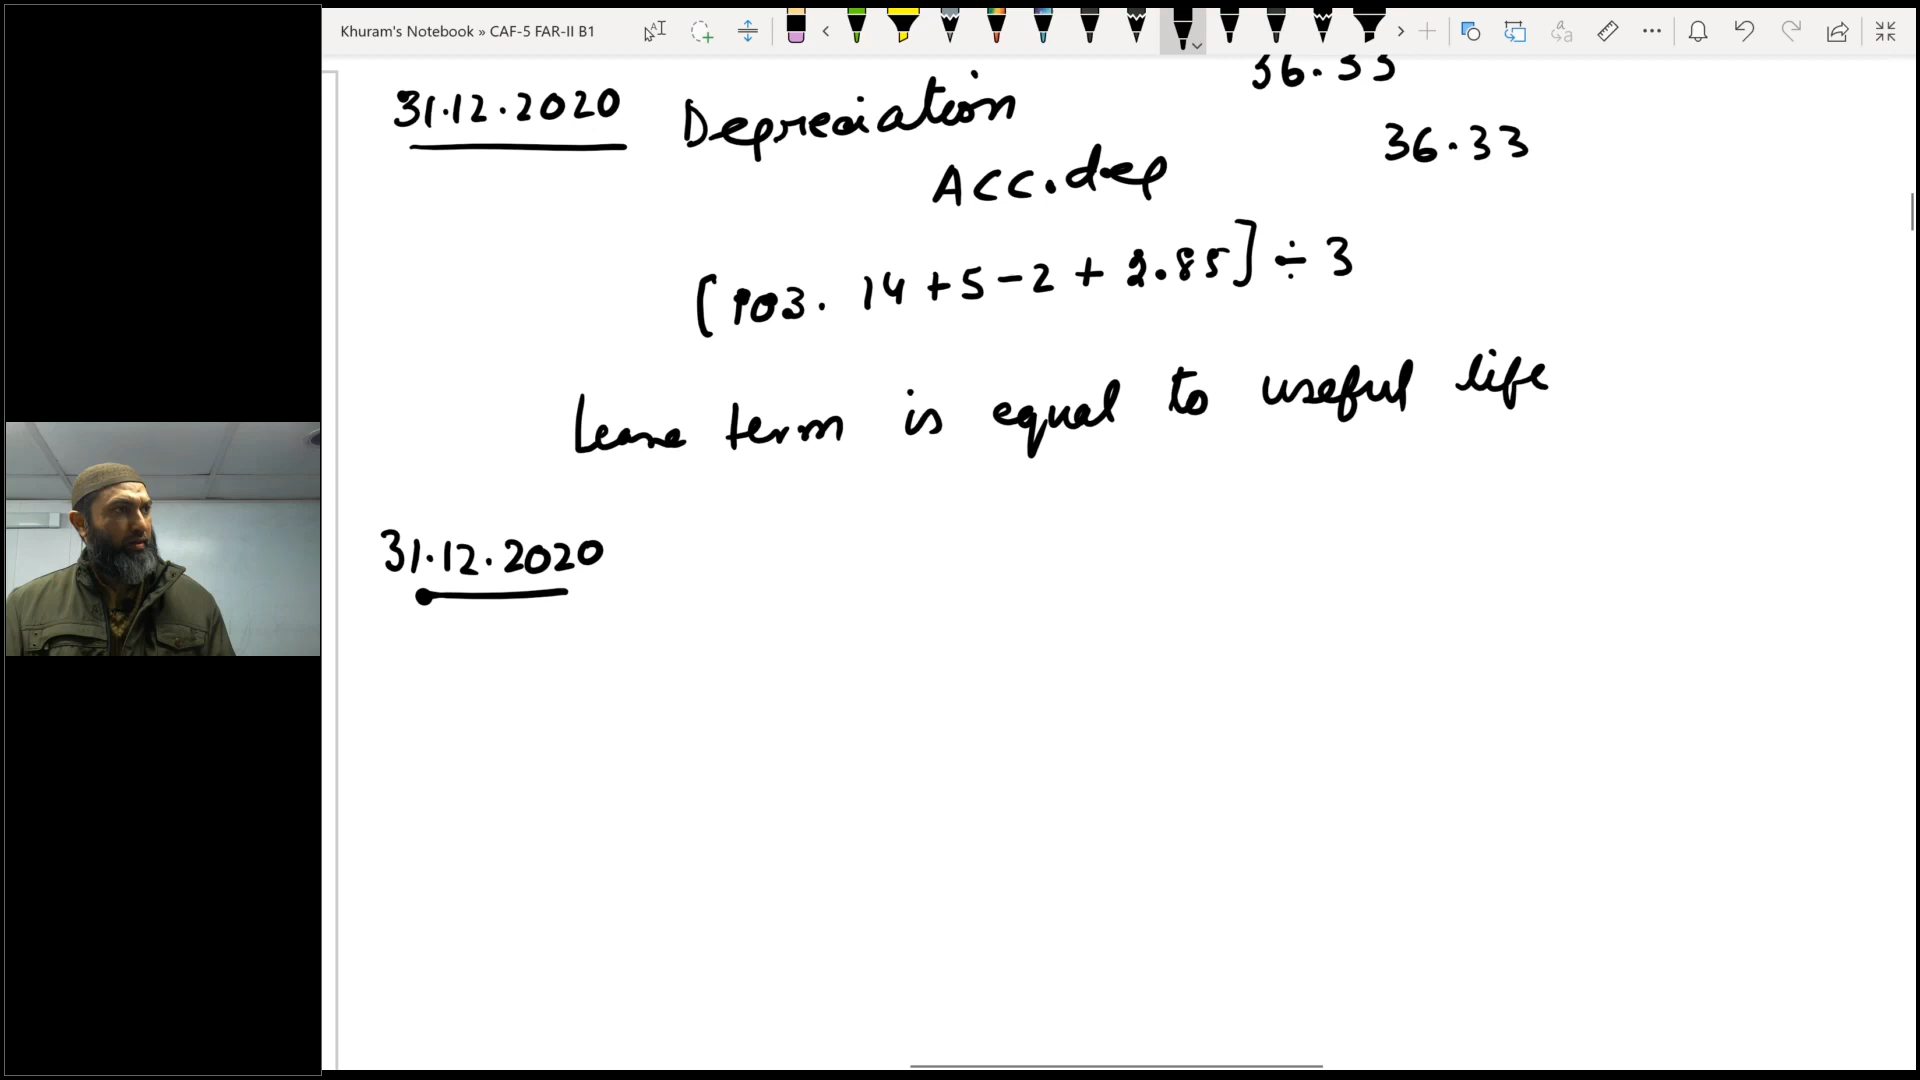 Khuram's Notebook » CAF-5 FAR-II B1
36.33
31.12.2020 Depreciation
36.33
Acc.dep
[103.14+5-2+2.85]÷3
Lease term is equal to useful life
31.12.2020